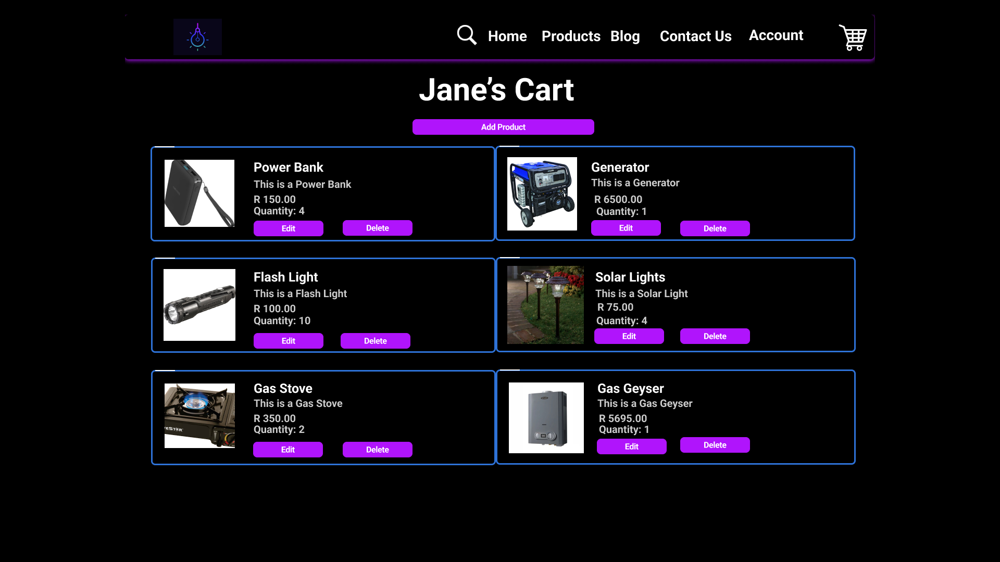 Home Products Blog Contact Us Account
Jane’s Cart
Add Product
Power Bank
This is a Power Bank
R 150.00
Quantity: 4
Edit Delete
Generator
This is a Generator
R 6500.00
Quantity: 1
Edit Delete
Flash Light
This is a Flash Light
R 100.00
Quantity: 10
Edit Delete
Solar Lights
This is a Solar Light
R 75.00
Quantity: 4
Edit Delete
Gas Stove
This is a Gas Stove
R 350.00
Quantity: 2
Edit Delete
Gas Geyser
This is a Gas Geyser
R 5695.00
Quantity: 1
Edit Delete